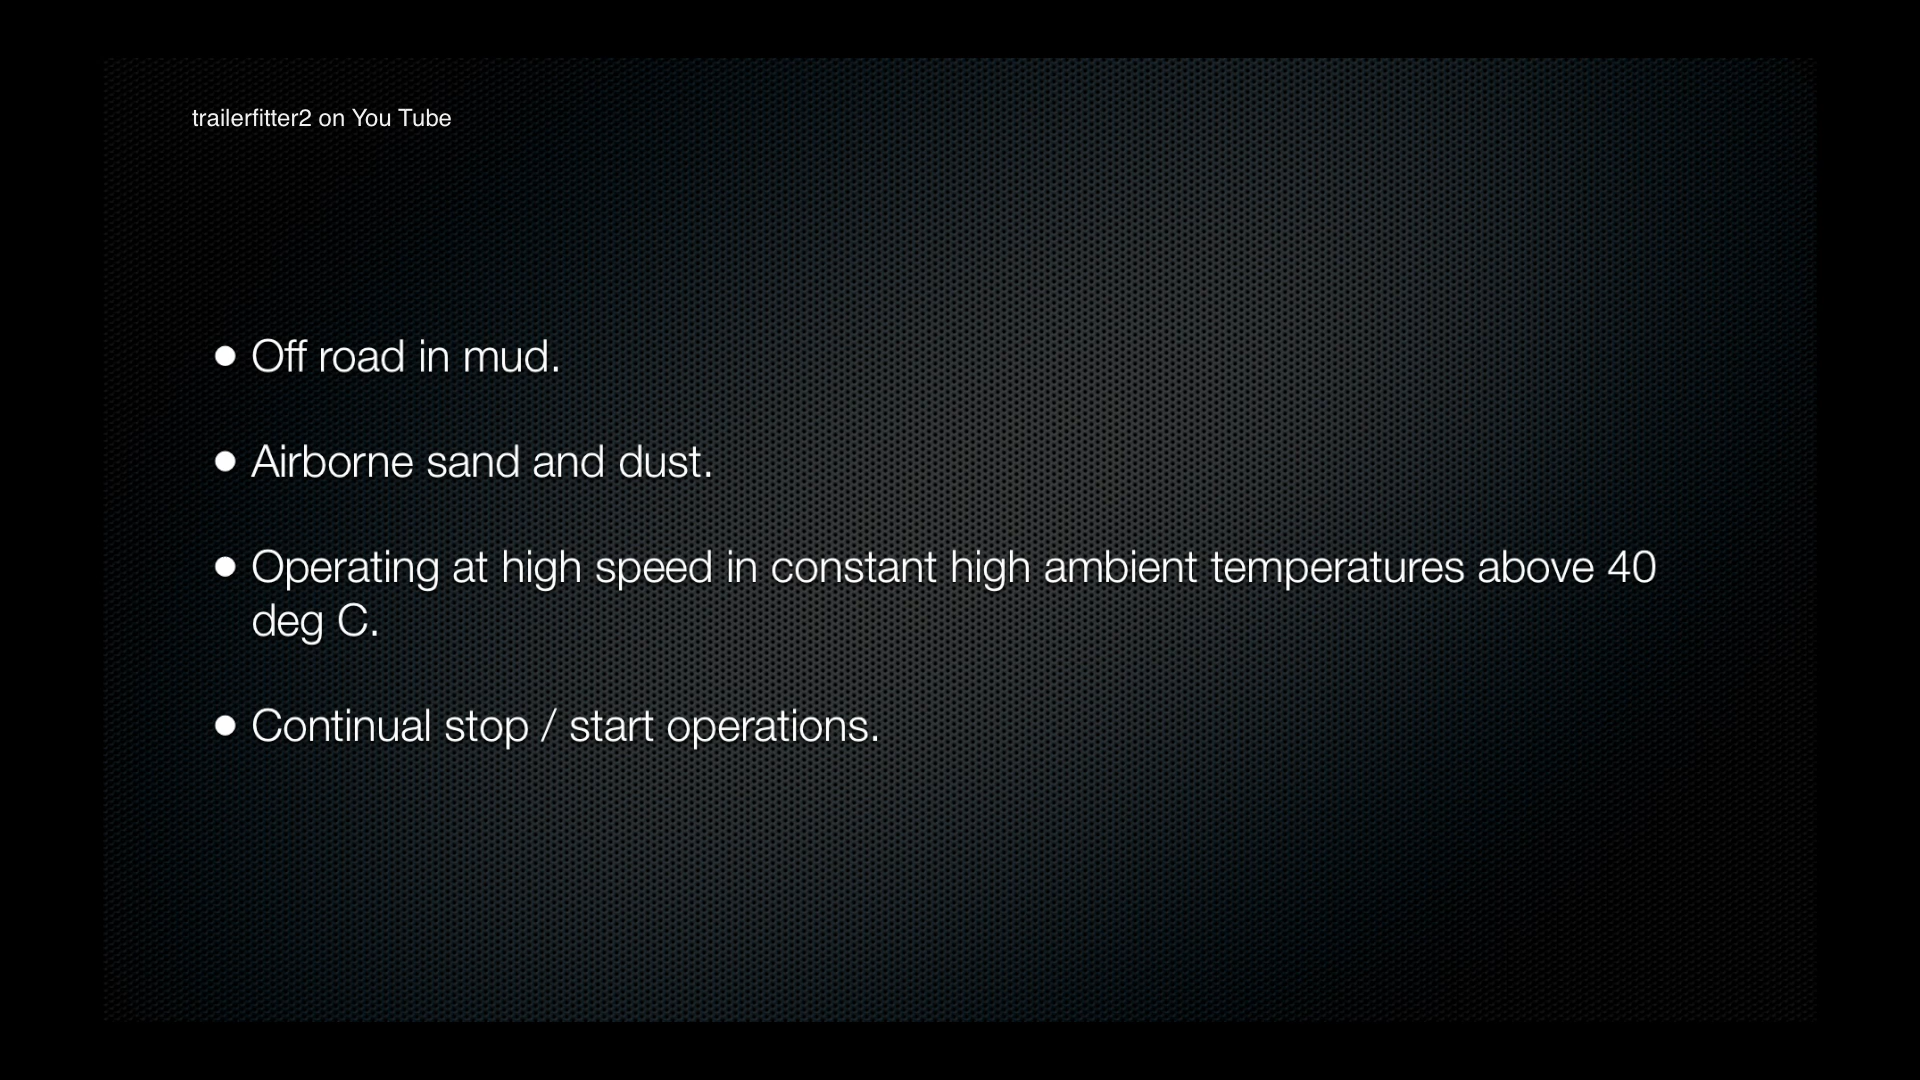 trailerfitter2 on You Tube
● Off road in mud.
● Airborne sand and dust.
● Operating at high speed in constant high ambient temperatures above 40
deg C.
● Continual stop / start operations.